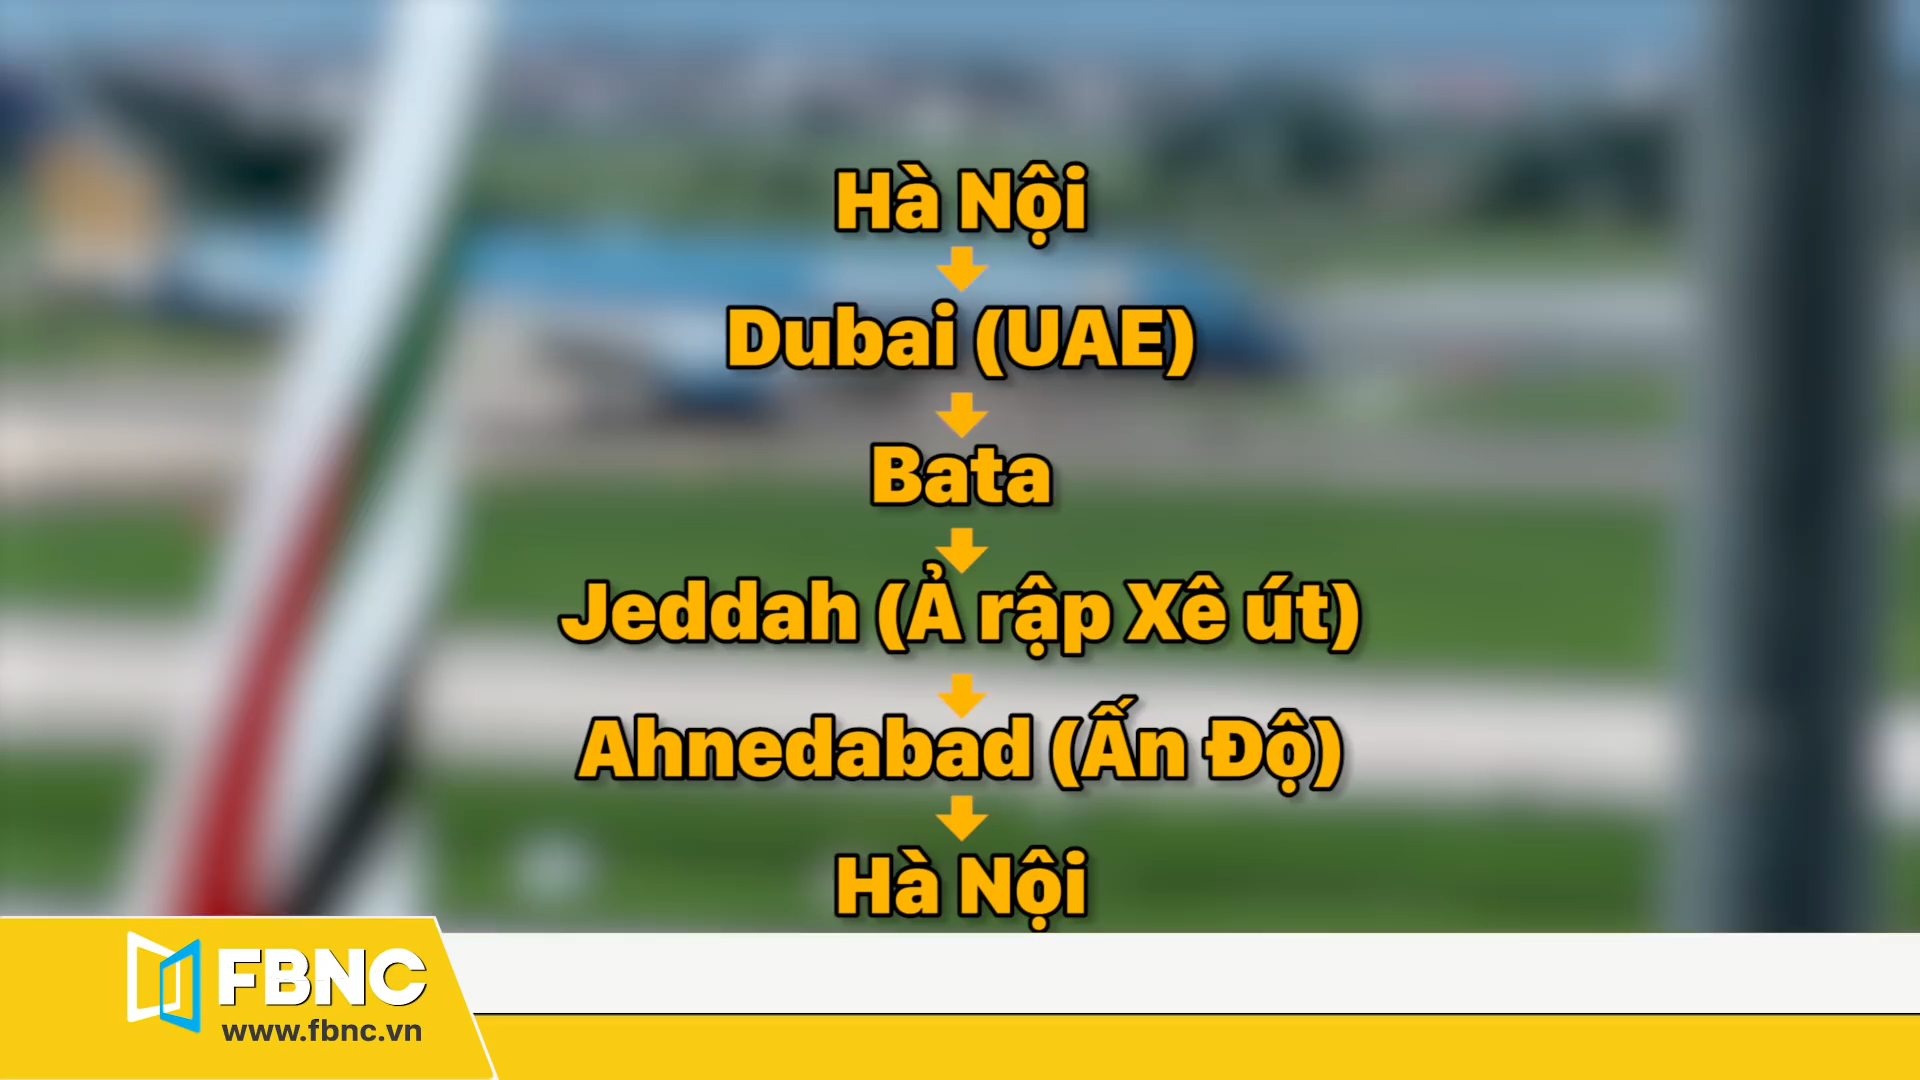 Hà Nội
Dubai (UAE)
Bata
Jeddah (Ả rập Xê út)
Ahnedabad (Ấn Độ)
Hà Nội
FBNC
www.fbnc.vn